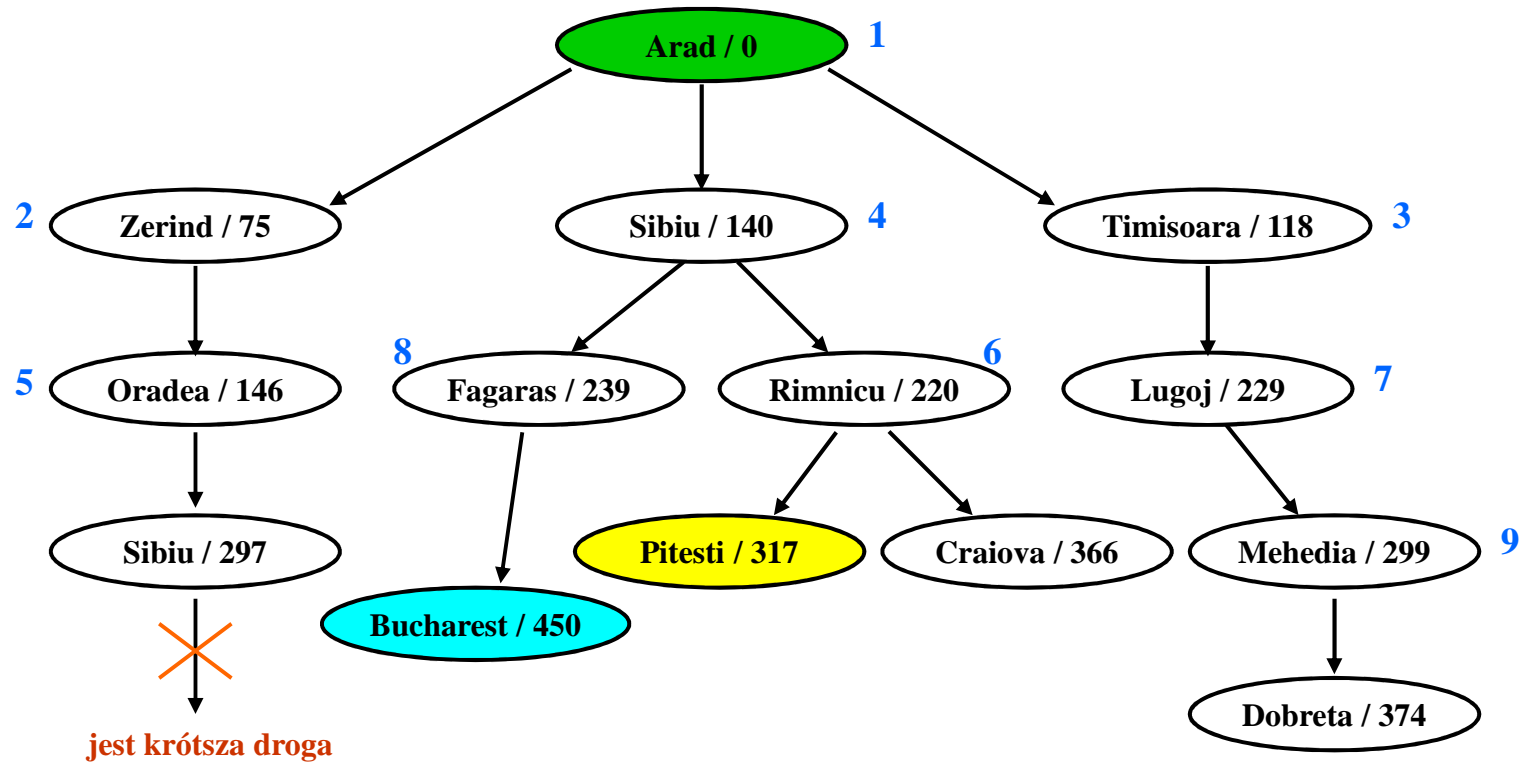 Arad / 0
1
2
Zerind / 75
Sibiu / 140
4
Timisoara / 118
3
5
Oradea / 146
8
Fagaras / 239
6
Rimnicu / 220
Lugoj / 229
7
Sibiu / 297
Pitesti / 317
Craiova / 366
Mehedia / 299
9
Bucharest / 450
Dobreta / 374
jest krótsza droga